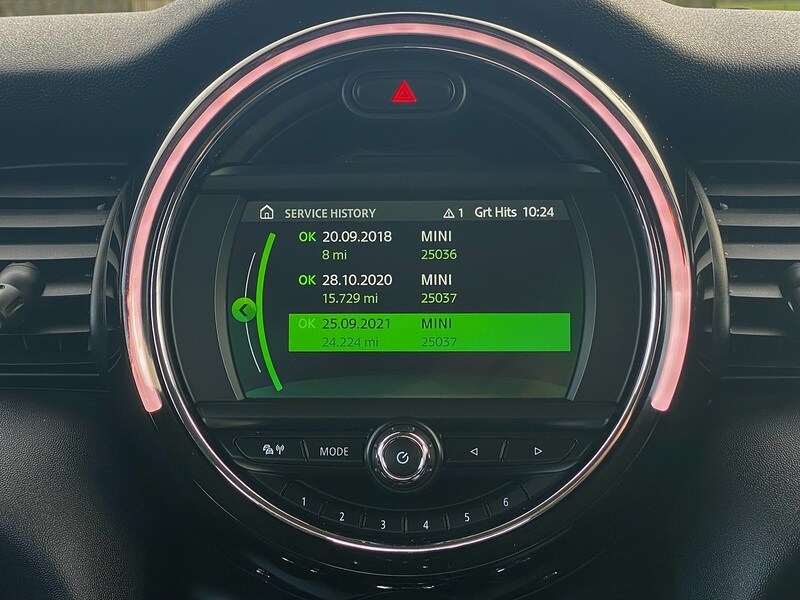 SERVICE HISTORY 1 Grt Hits 10:24
OK 20.09.2018 MINI
8 mi 25036
OK 28.10.2020 MINI
15.729 mi 25037
OK 25.09.2021 MINI
24.224 mi 25037
MODE
1 2 3 4 5 6